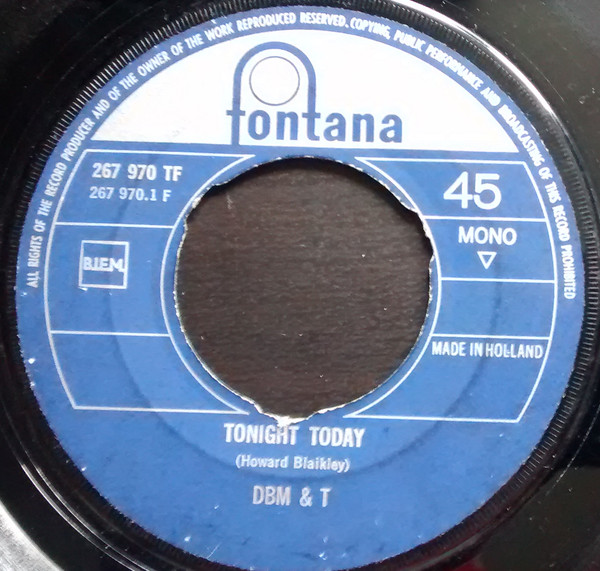 ALL RIGHTS OF THE RECORD PRODUCER AND OF THE OWNER OF THE WORK REPRODUCED RESERVED. COPYING, PUBLIC PERFORMANCE AND BROADCASTING OF THIS RECORD PROHIBITED
fontana
267 970 TF
267 970.1 F
45
MONO
B.I.E.M.
MADE IN HOLLAND
TONIGHT TODAY
(Howard Blaikley)
DBM & T